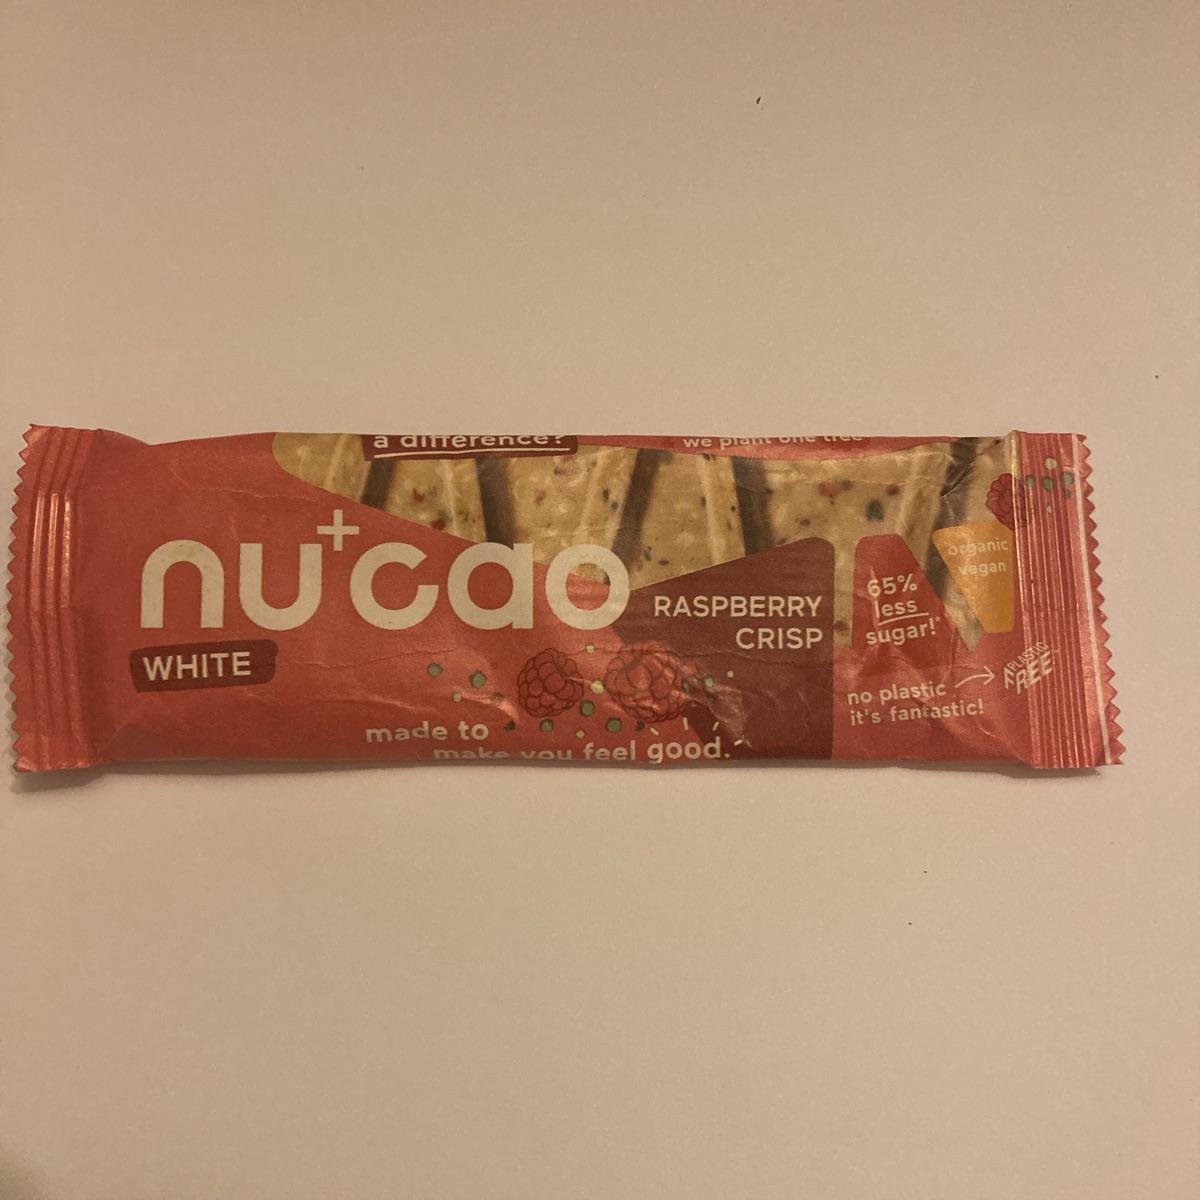 a difference?
we plant one tree
nu+cao
WHITE
RASPBERRY
CRISP
65%
less
sugar!*
organic
vegan
made to
make you feel good.
no plastic
it's fantastic!
PLASTIC
FREE